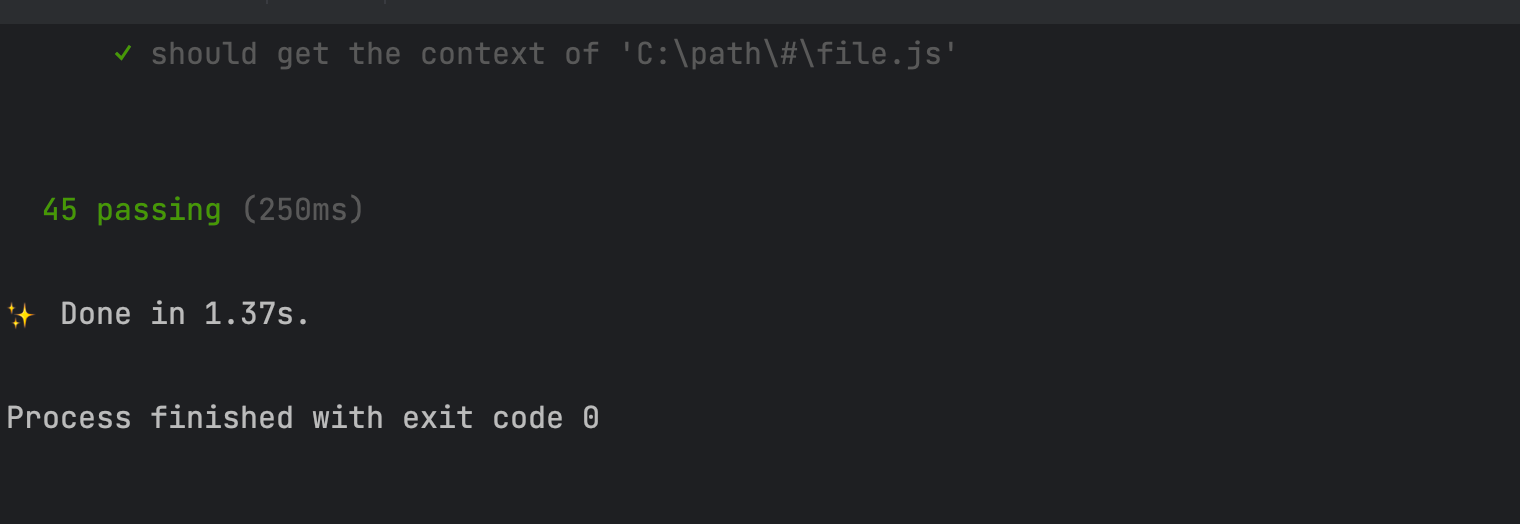 ✓ should get the context of 'C:\path\#\file.js'
45 passing (250ms)
✨ Done in 1.37s.
Process finished with exit code 0